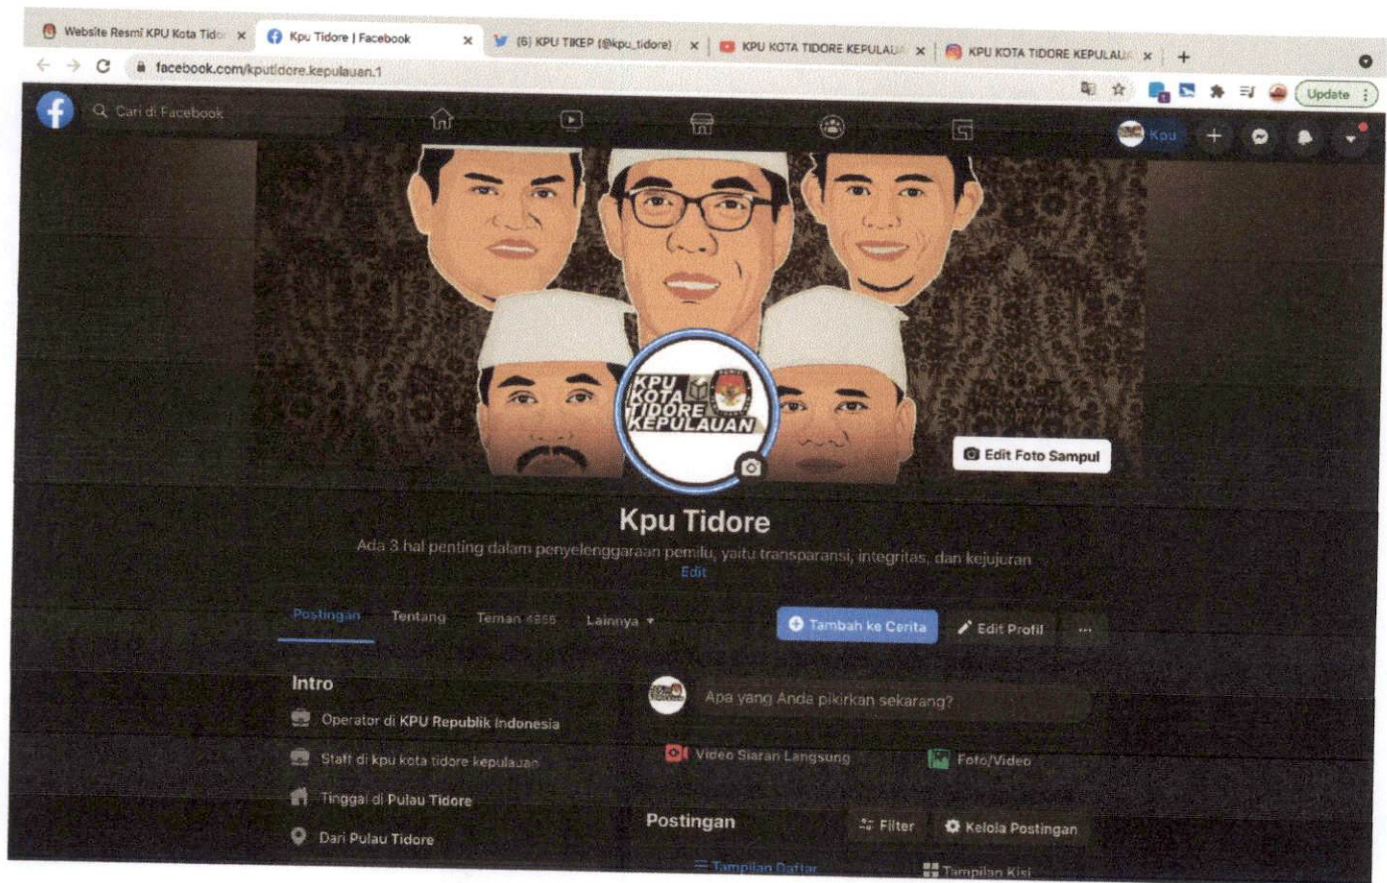 Website Resmi KPU Kota Tido
Kpu Tidore | Facebook
(6) KPU TIKEP (@kpu_tidore)
KPU KOTA TIDORE KEPULAUA
KPU KOTA TIDORE KEPULAUA
facebook.com/kputidore.kepulauan.1
Update
Cari di Facebook
Kpu
KPU
KOTA
TIDORE
KEPULAUAN
Edit Foto Sampul
Kpu Tidore
Ada 3 hal penting dalam penyelenggaraan pemilu, yaitu transparansi, integritas, dan kejujuran
Edit
Postingan
Tentang
Teman 4966
Lainnya
Tambah ke Cerita
Edit Profil
Intro
Operator di KPU Republik Indonesia
Staff di kpu kota tidore kepulauan
Tinggal di Pulau Tidore
Dari Pulau Tidore
Apa yang Anda pikirkan sekarang?
Video Siaran Langsung
Foto/Video
Postingan
Filter
Kelola Postingan
Tampilan Daftar
Tampilan Kisi